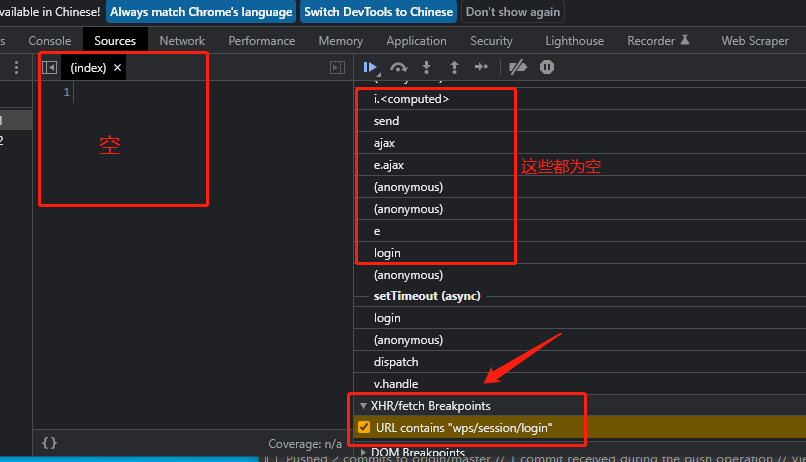 vailable in Chinese!
Always match Chrome's language
Switch DevTools to Chinese
Don't show again
Console
Sources
Network
Performance
Memory
Application
Security
Lighthouse
Recorder
Web Scraper
(index) ×
1
空
2
(anonymous)
i.<computed>
send
ajax
e.ajax
这些都为空
(anonymous)
(anonymous)
e
login
(anonymous)
setTimeout (async)
login
(anonymous)
dispatch
v.handle
XHR/fetch Breakpoints
URL contains "wps/session/login"
{ }
Coverage: n/a
DOM Breakpoints
Pushed 2 commits to origin/master // 1 commit received during the push operation //